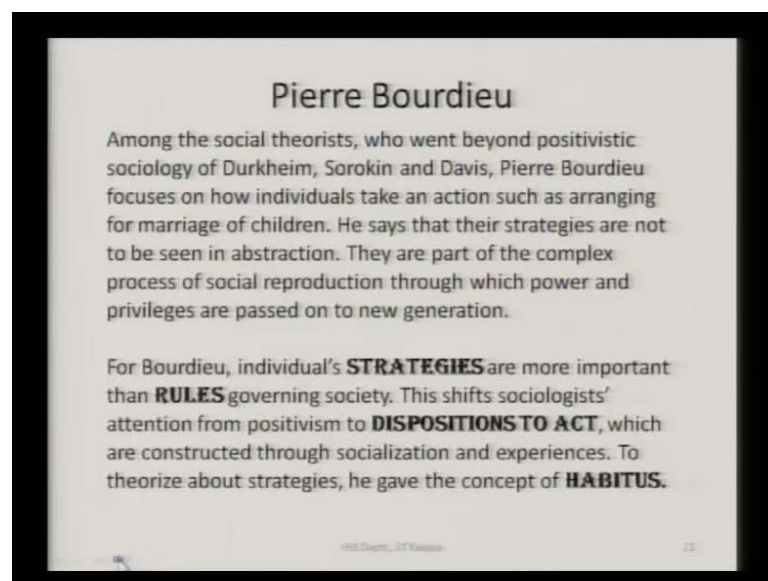 Pierre Bourdieu
Among the social theorists, who went beyond positivistic
sociology of Durkheim, Sorokin and Davis, Pierre Bourdieu
focuses on how individuals take an action such as arranging
for marriage of children. He says that their strategies are not
to be seen in abstraction. They are part of the complex
process of social reproduction through which power and
privileges are passed on to new generation.
For Bourdieu, individual's STRATEGIES are more important
than RULES governing society. This shifts sociologists'
attention from positivism to DISPOSITIONS TO ACT, which
are constructed through socialization and experiences. To
theorize about strategies, he gave the concept of HABITUS.